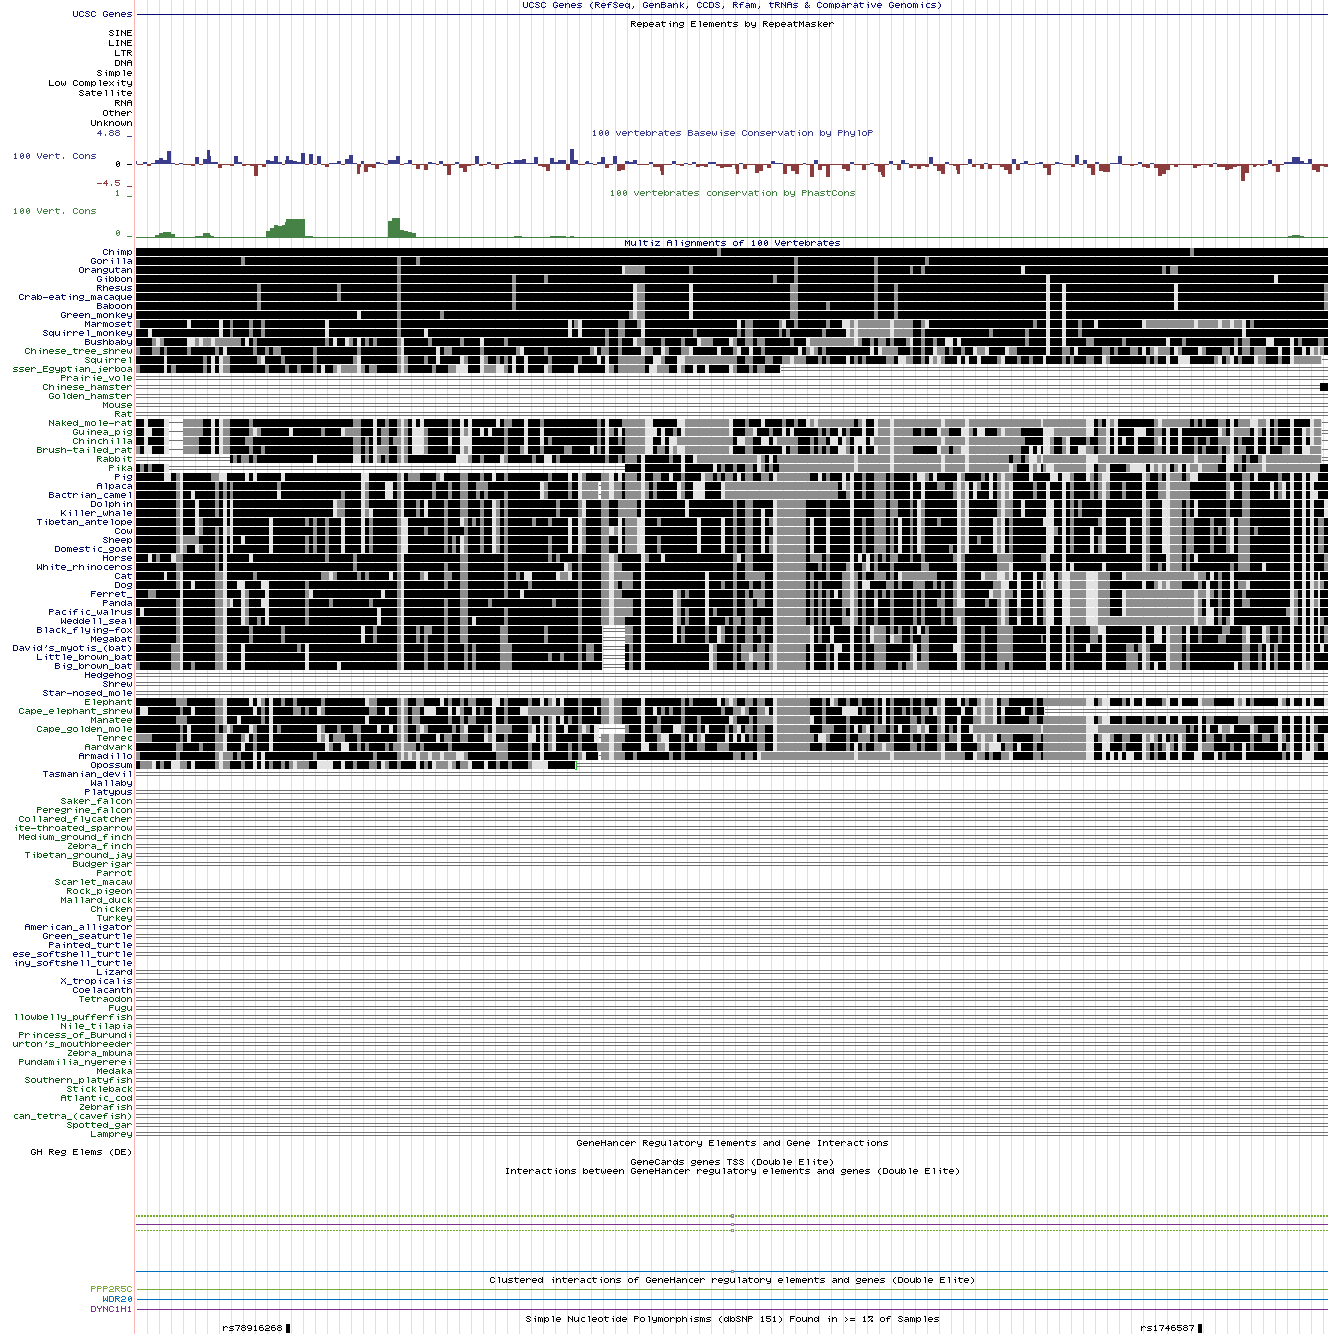 UCSC Genes (RefSeq, GenBank, CCDS, Rfam, tRNAs & Comparative Genomics)
UCSC Genes
Repeating Elements by RepeatMasker
SINE
LINE
LTR
DNA
Simple
Low Complexity
Satellite
RNA
Other
Unknown
4.88 _
100 vertebrates Basewise Conservation by PhyloP
100 Vert. Cons
0 -
-4.5 _
100 vertebrates conservation by PhastCons
1 _
100 Vert. Cons
0 _
Multiz Alignments of 100 Vertebrates
Chimp
Gorilla
Orangutan
Gibbon
Rhesus
Crab-eating_macaque
Baboon
Green_monkey
Marmoset
Squirrel_monkey
Bushbaby
Chinese_tree_shrew
Squirrel
sser_Egyptian_jerboa
Prairie_vole
Chinese_hamster
Golden_hamster
Mouse
Rat
Naked_mole-rat
Guinea_pig
Chinchilla
Brush-tailed_rat
Rabbit
Pika
Pig
Alpaca
Bactrian_camel
Dolphin
Killer_whale
Tibetan_antelope
Cow
Sheep
Domestic_goat
Horse
White_rhinoceros
Cat
Dog
Ferret_
Panda
Pacific_walrus
Weddell_seal
Black_flying-fox
Megabat
David's_myotis_(bat)
Little_brown_bat
Big_brown_bat
Hedgehog
Shrew
Star-nosed_mole
Elephant
Cape_elephant_shrew
Manatee
Cape_golden_mole
Tenrec
Aardvark
Armadillo
Opossum
Tasmanian_devil
Wallaby
Platypus
Saker_falcon
Peregrine_falcon
Collared_flycatcher
ite-throated_sparrow
Medium_ground_finch
Zebra_finch
Tibetan_ground_jay
Budgerigar
Parrot
Scarlet_macaw
Rock_pigeon
Mallard_duck
Chicken
Turkey
American_alligator
Green_seaturtle
Painted_turtle
ese_softshell_turtle
iny_softshell_turtle
Lizard
X_tropicalis
Coelacanth
Tetraodon
Fugu
llowbelly_pufferfish
Nile_tilapia
Princess_of_Burundi
urton's_mouthbreeder
Zebra_mbuna
Pundamilia_nyererei
Medaka
Southern_platyfish
Stickleback
Atlantic_cod
Zebrafish
can_tetra_(cavefish)
Spotted_gar
Lamprey
GeneHancer Regulatory Elements and Gene Interactions
GH Reg Elems (DE)
GeneCards genes TSS (Double Elite)
Interactions between GeneHancer regulatory elements and genes (Double Elite)
Clustered interactions of GeneHancer regulatory elements and genes (Double Elite)
PPP2R5C
WDR20
DYNC1H1
Simple Nucleotide Polymorphisms (dbSNP 151) Found in >= 1% of Samples
rs78916268
rs1746587